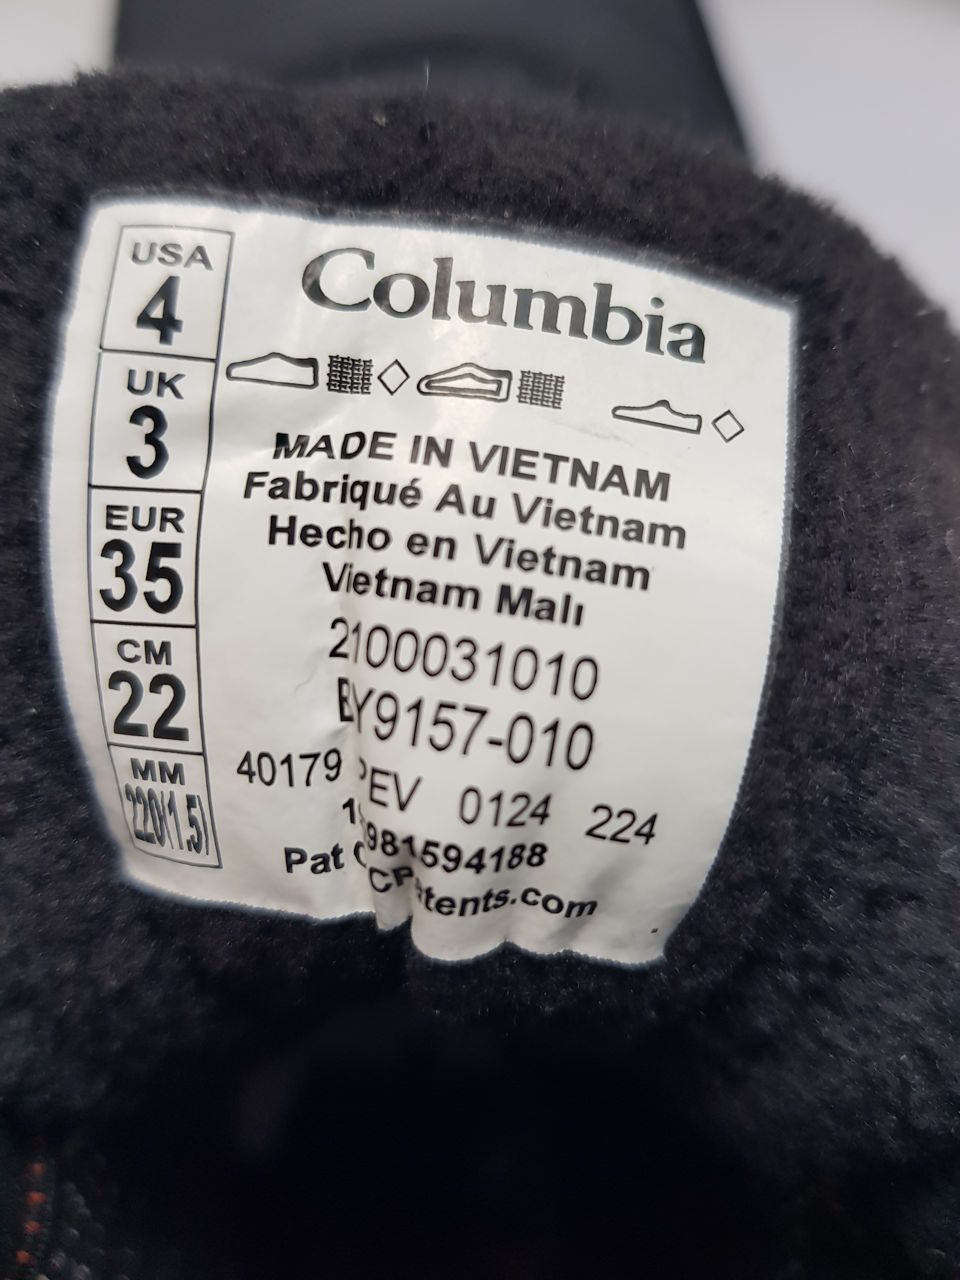 USA
4
UK
3
EUR
35
CM
22
MM
220(1.5)
Columbia
MADE IN VIETNAM
Fabriqué Au Vietnam
Hecho en Vietnam
Vietnam Malı
2100031010
BY9157-010
40179 PEV 0124 224
Pat